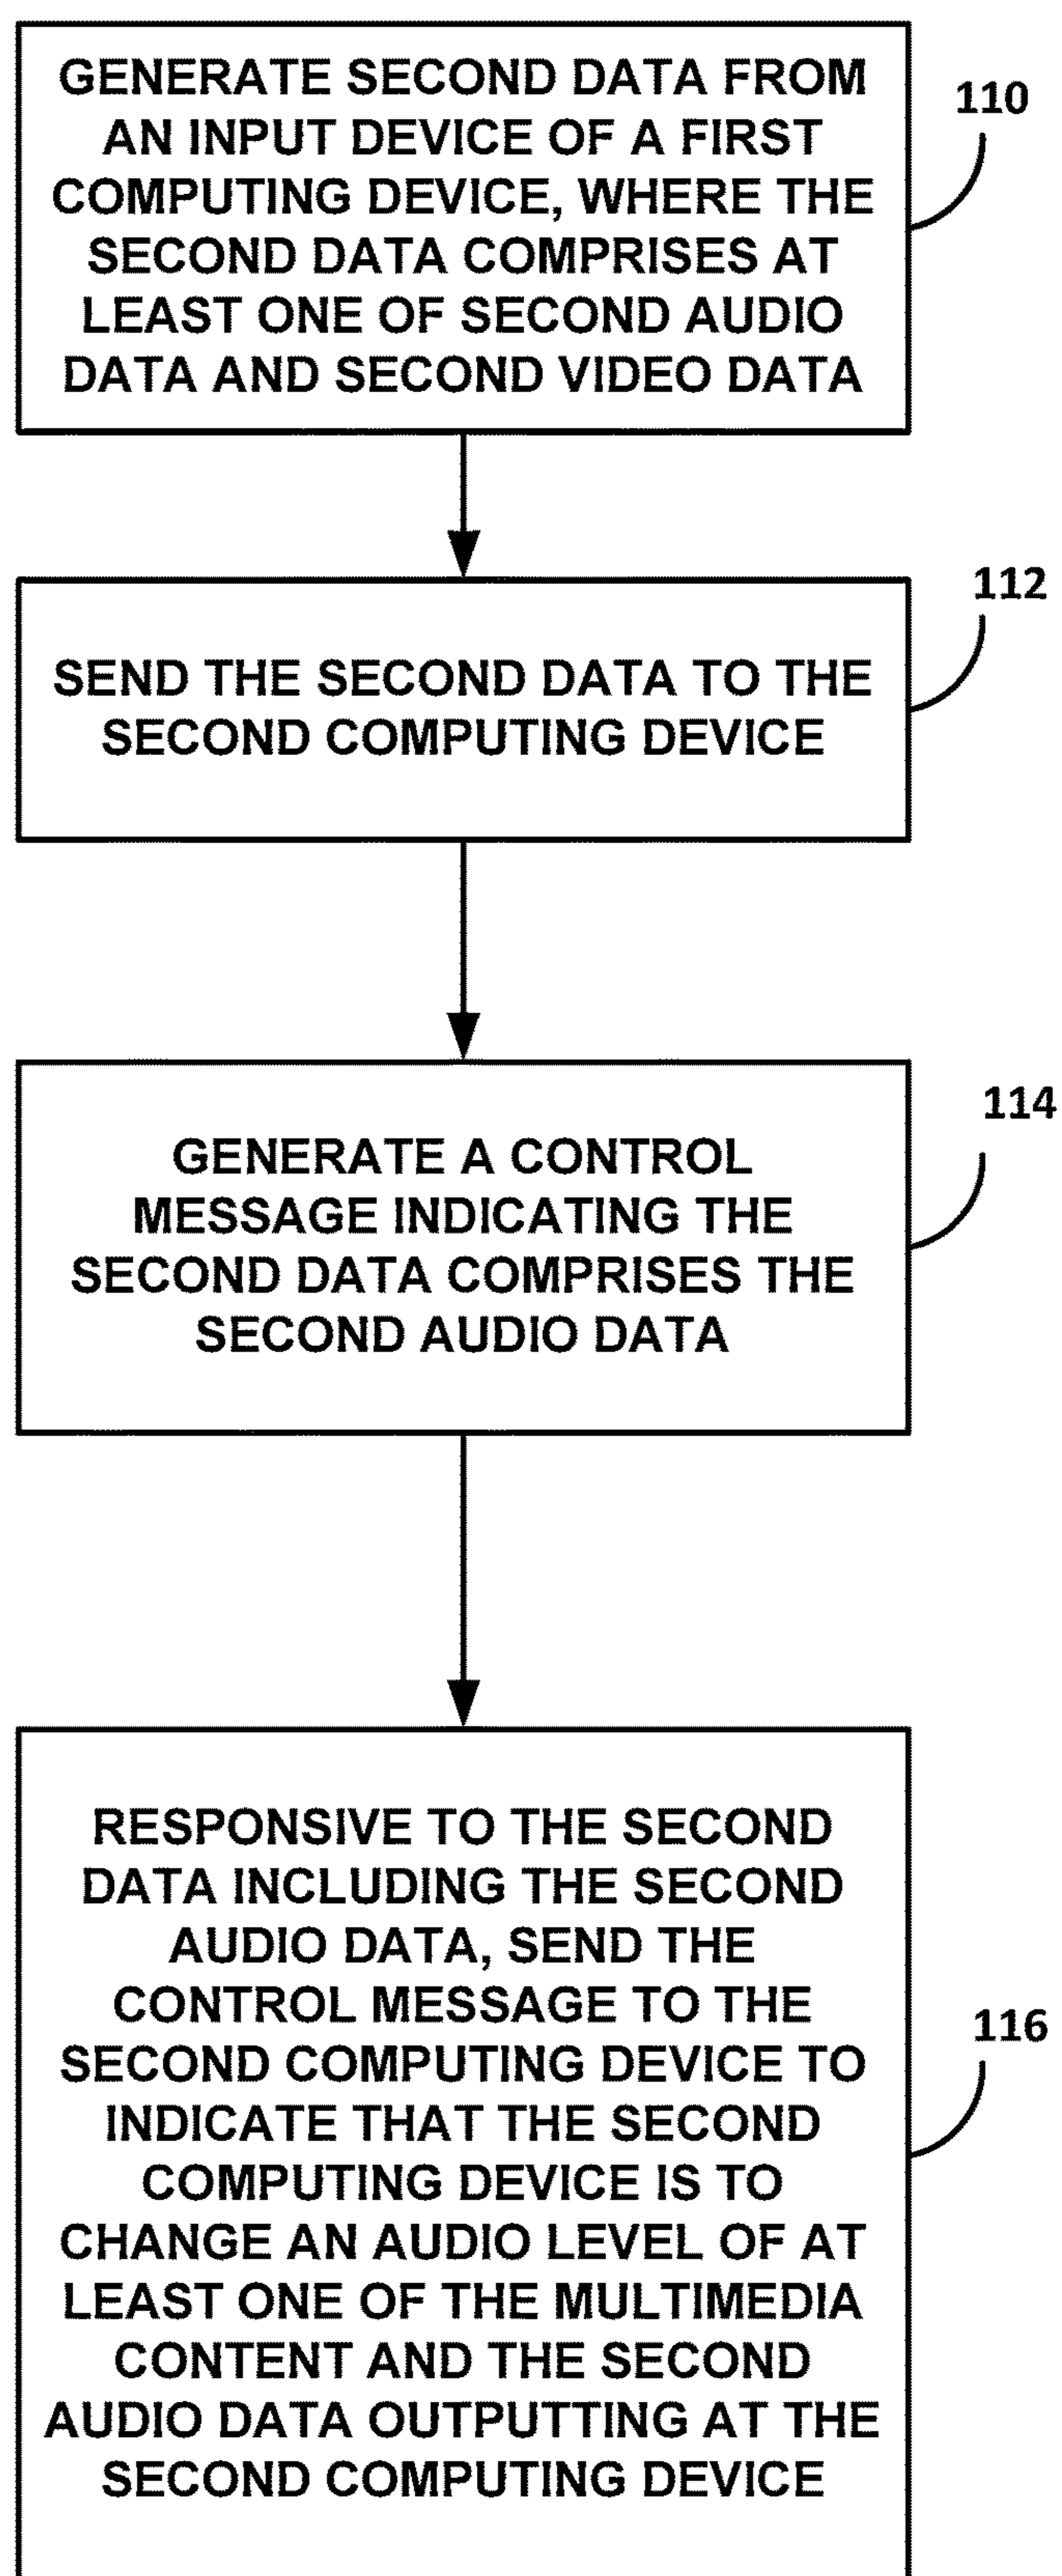 GENERATE SECOND DATA FROM
AN INPUT DEVICE OF A FIRST
COMPUTING DEVICE, WHERE THE
SECOND DATA COMPRISES AT
LEAST ONE OF SECOND AUDIO
DATA AND SECOND VIDEO DATA
110
SEND THE SECOND DATA TO THE
SECOND COMPUTING DEVICE
112
GENERATE A CONTROL
MESSAGE INDICATING THE
SECOND DATA COMPRISES THE
SECOND AUDIO DATA
114
RESPONSIVE TO THE SECOND
DATA INCLUDING THE SECOND
AUDIO DATA, SEND THE
CONTROL MESSAGE TO THE
SECOND COMPUTING DEVICE TO
INDICATE THAT THE SECOND
COMPUTING DEVICE IS TO
CHANGE AN AUDIO LEVEL OF AT
LEAST ONE OF THE MULTIMEDIA
CONTENT AND THE SECOND
AUDIO DATA OUTPUTTING AT THE
SECOND COMPUTING DEVICE
116